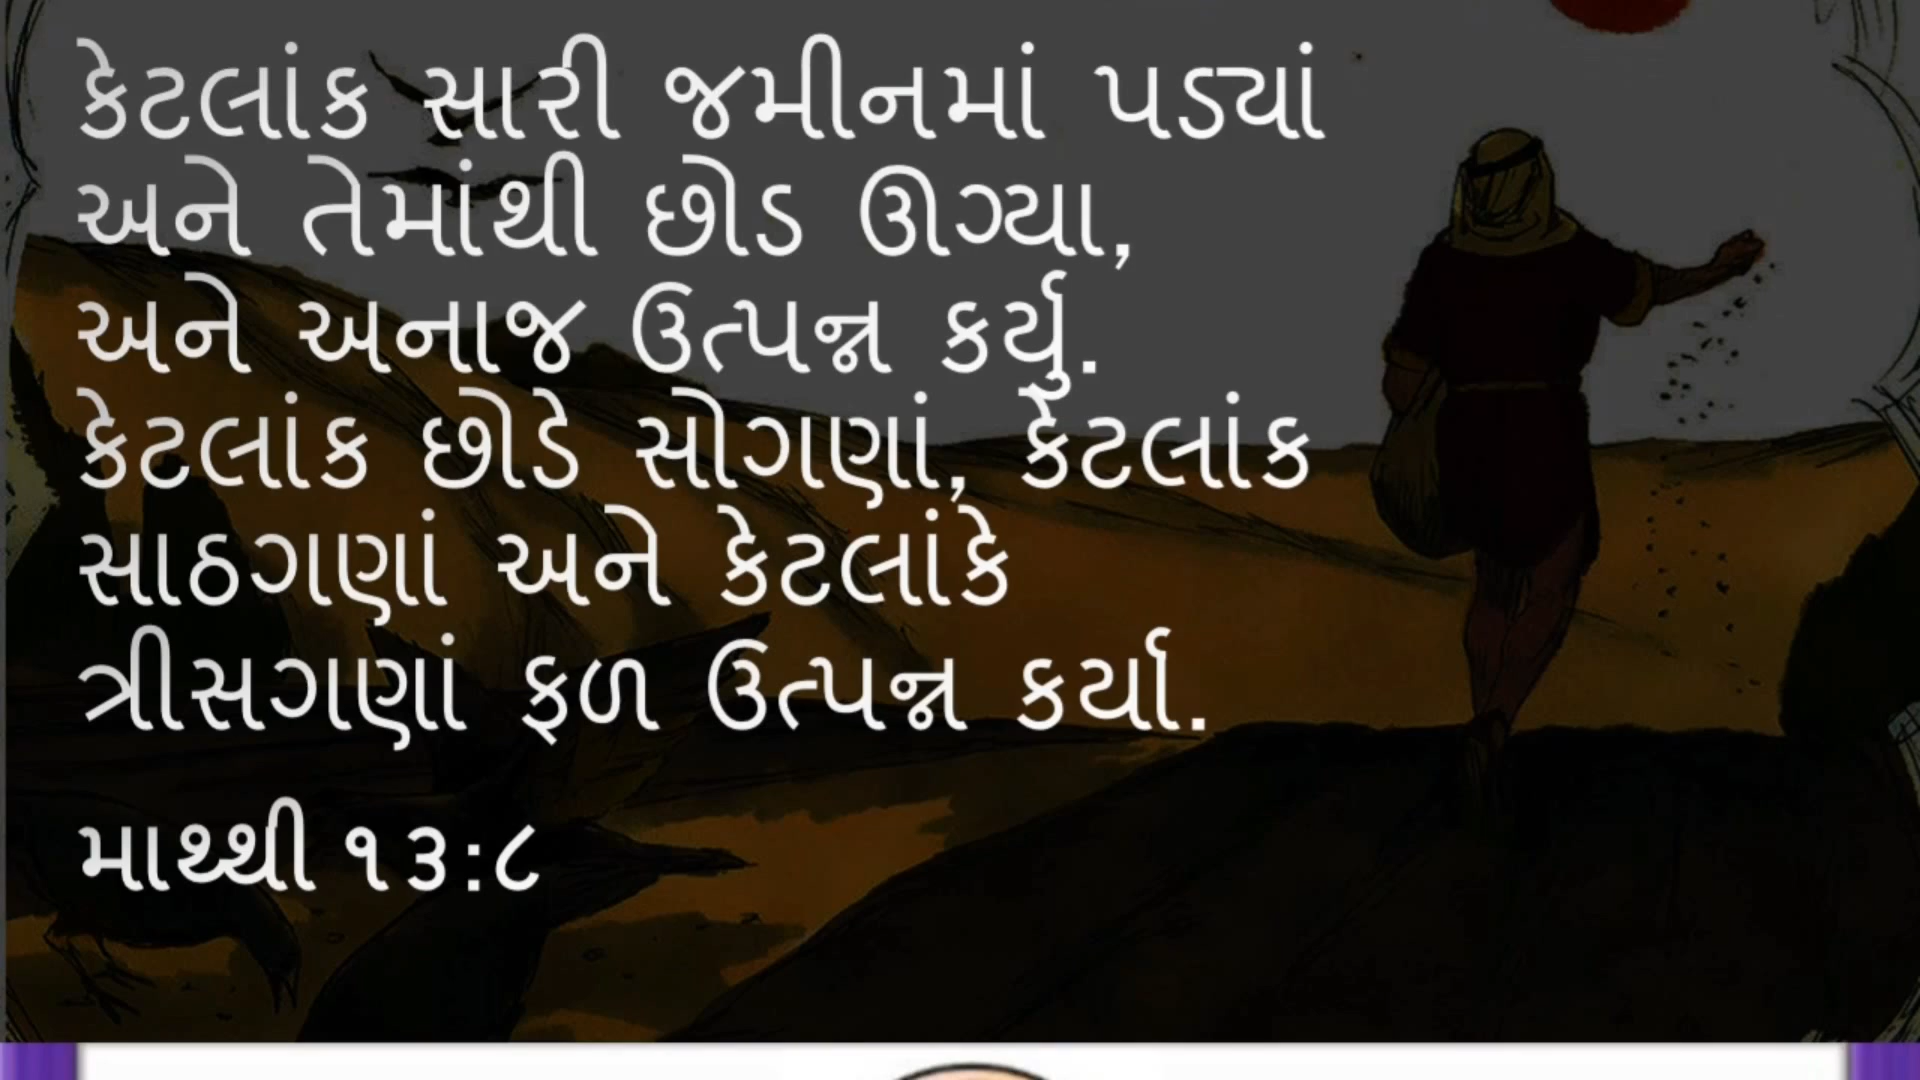 કેટલાંક સારી જમીનમાં પડ્યાં
અને તેમાંથી છોડ ઊગ્યા,
અને અનાજ ઉત્પન્ન કર્યુ.
કેટલાંક છોડે સોગણાં, કેટલાંક
સાઠગણાં અને કેટલાંકે
ત્રીસગણાં ફળ ઉત્પન્ન કર્યા.
માથ્થી ૧૩:૮